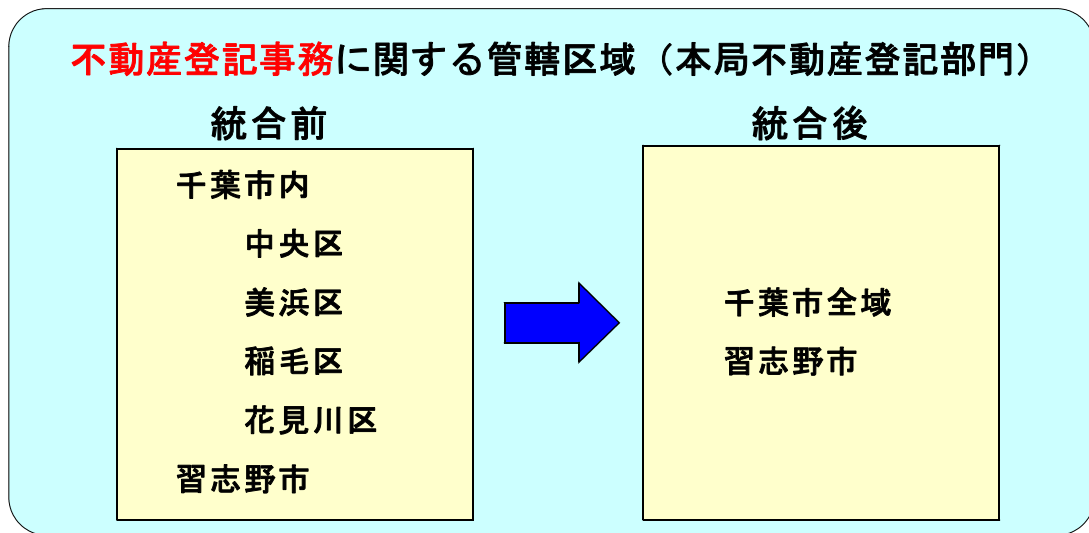 不動産登記事務に関する管轄区域（本局不動産登記部門）
統合前
千葉市内
中央区
美浜区
稲毛区
花見川区
習志野市
統合後
千葉市全域
習志野市